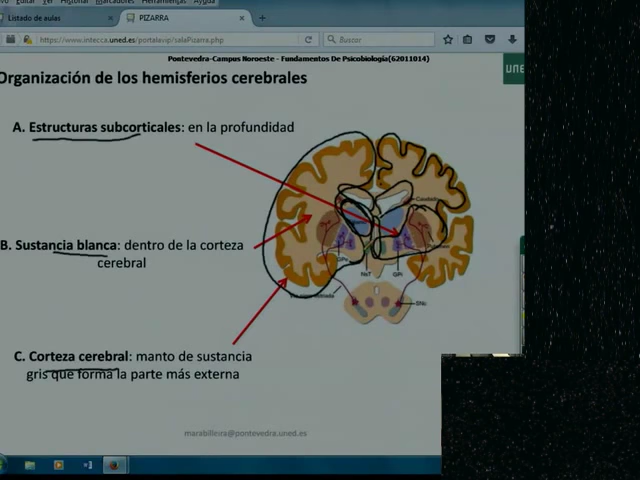 Ver Historial Marcadores Herramientas Ayuda
Listado de aulas
PIZARRA
https://www.intecca.uned.es/portalavip/salaPizarra.php
Buscar
Pontevedra-Campus Noroeste - Fundamentos De Psicobiología(62011014)
Organización de los hemisferios cerebrales
A. Estructuras subcorticales: en la profundidad
B. Sustancia blanca: dentro de la corteza
cerebral
C. Corteza cerebral: manto de sustancia
gris que forma la parte más externa
GPi
SNc
marabilleira@pontevedra.uned.es